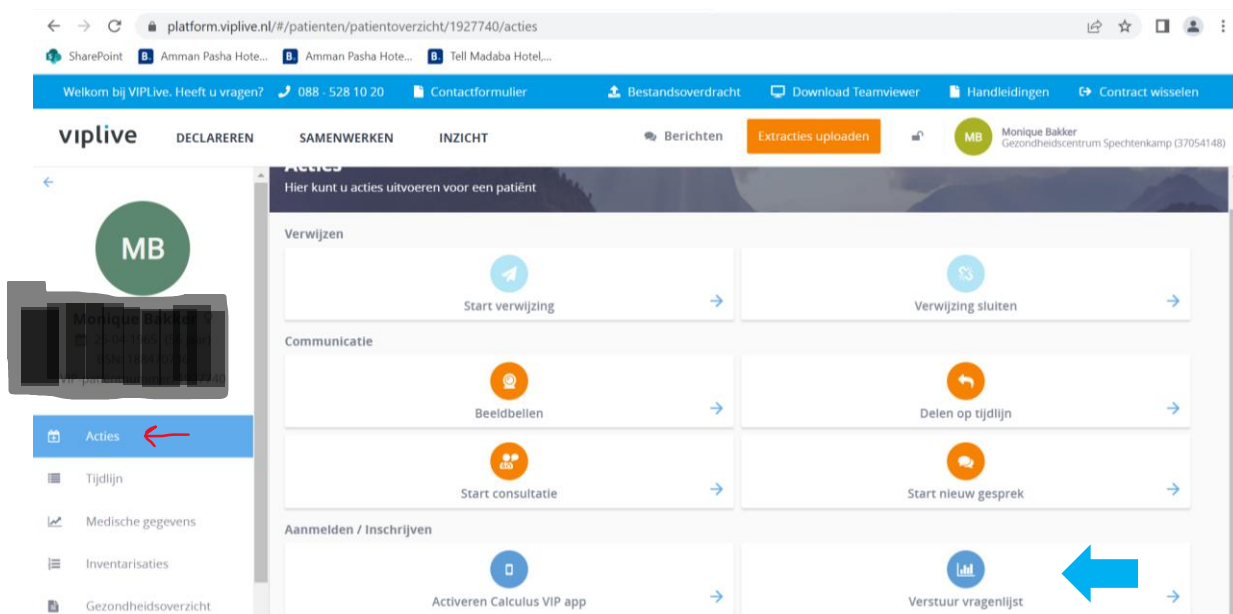 platform.viplive.nl/#/patienten/patientoverzicht/1927740/acties
SharePoint B. Amman Pasha Hote... B. Amman Pasha Hote... B. Tell Madaba Hotel,...
Welkom bij VIPLive. Heeft u vragen? 088 - 528 10 20 Contactformulier Bestandsoverdracht Download Teamviewer Handleidingen Contract wisselen
viplive DECLAREREN SAMENWERKEN INZICHT Berichten Extracties uploaden MB Monique Bakker
Gezondheidscentrum Spechtenkamp (37054148)
Acties
Hier kunt u acties uitvoeren voor een patiënt
MB
Monique Bakker
Acties
Tijdlijn
Medische gegevens
Inventarisaties
Gezondheidsoverzicht
Verwijzen
Start verwijzing
Verwijzing sluiten
Communicatie
Beeldbellen
Delen op tijdlijn
Start consultatie
Start nieuw gesprek
Aanmelden / Inschrijven
Activeren Calculus VIP app
Verstuur vragenlijst